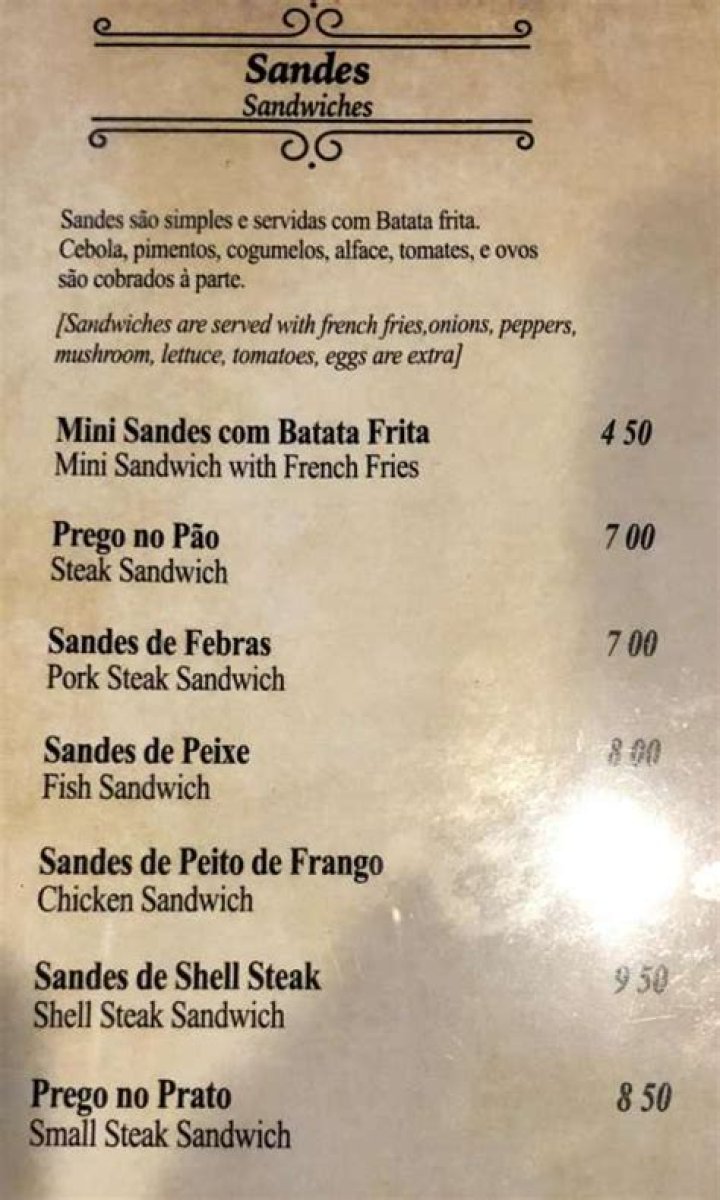 Sandes
Sandwiches
Sandes são simples e servidas com Batata frita.
Cebola, pimentos, cogumelos, alface, tomates, e ovos
são cobrados à parte.
[Sandwiches are served with french fries,onions, peppers,
mushroom, lettuce, tomatoes, eggs are extra]
Mini Sandes com Batata Frita 4 50
Mini Sandwich with French Fries
Prego no Pão 7 00
Steak Sandwich
Sandes de Febras 7 00
Pork Steak Sandwich
Sandes de Peixe 8 00
Fish Sandwich
Sandes de Peito de Frango
Chicken Sandwich
Sandes de Shell Steak 9 50
Shell Steak Sandwich
Prego no Prato 8 50
Small Steak Sandwich